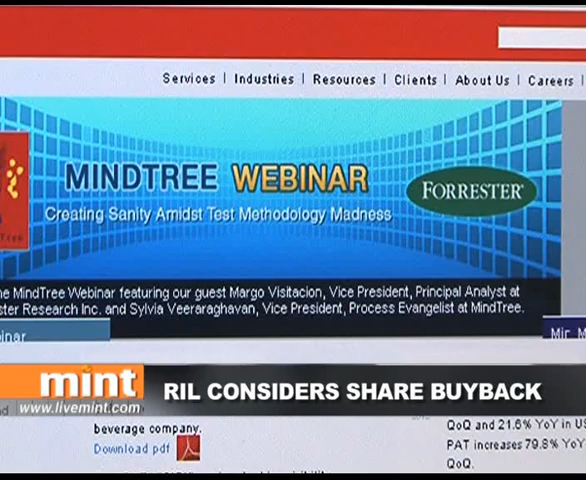 Services | Industries | Resources | Clients | About Us | Careers |
MINDTREE WEBINAR
FORRESTER
Creating Sanity Amidst Test Methodology Madness
MindTree Webinar featuring our guest Margo Visitacion, Vice President, Principal Analyst at
Research Inc. and Sylvia Veeraraghavan, Vice President, Process Evangelist at MindTree.
mint
www.livemint.com
RIL CONSIDERS SHARE BUYBACK
beverage company.
Download pdf
QoQ and 21.6% YoY in
PAT increases 79.8% YoY
QoQ.